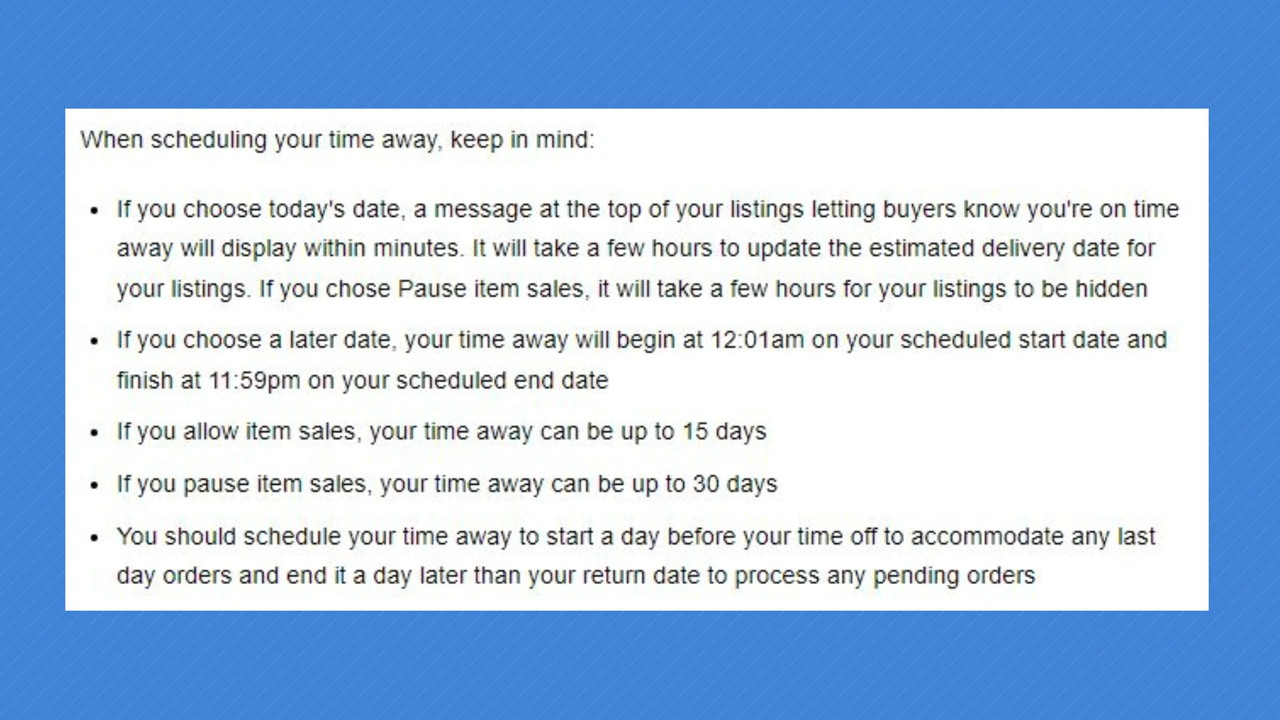 When scheduling your time away, keep in mind:
• If you choose today's date, a message at the top of your listings letting buyers know you're on time
away will display within minutes. It will take a few hours to update the estimated delivery date for
your listings. If you chose Pause item sales, it will take a few hours for your listings to be hidden
• If you choose a later date, your time away will begin at 12:01am on your scheduled start date and
finish at 11:59pm on your scheduled end date
• If you allow item sales, your time away can be up to 15 days
• If you pause item sales, your time away can be up to 30 days
• You should schedule your time away to start a day before your time off to accommodate any last
day orders and end it a day later than your return date to process any pending orders